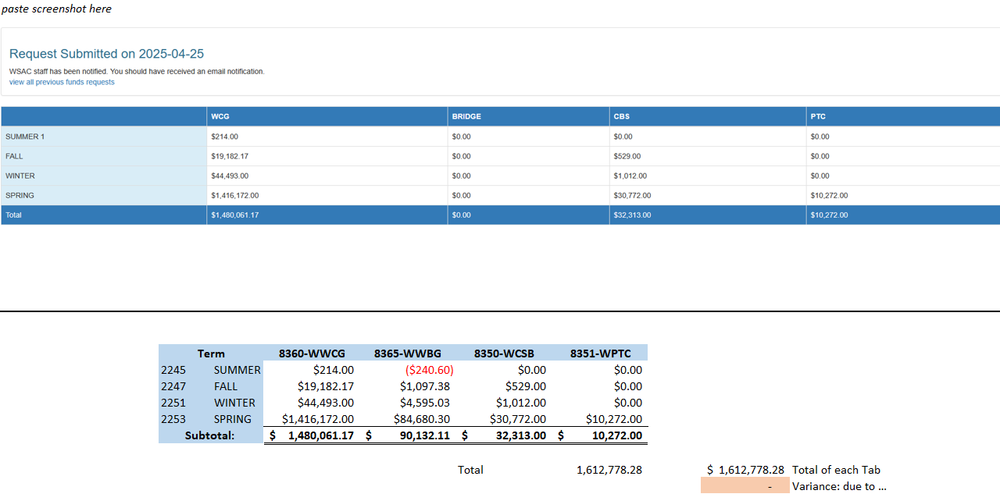 paste screenshot here
Request Submitted on 2025-04-25
WSAC staff has been notified. You should have received an email notification.
view all previous funds requests
WCG BRIDGE CBS PTC
SUMMER 1 $214.00 $0.00 $0.00 $0.00
FALL $19,182.17 $0.00 $529.00 $0.00
WINTER $44,493.00 $0.00 $1,012.00 $0.00
SPRING $1,416,172.00 $0.00 $30,772.00 $10,272.00
Total $1,480,061.17 $0.00 $32,313.00 $10,272.00
Term 8360-WWCG 8365-WWBG 8350-WCSB 8351-WPTC
2245 SUMMER $214.00 ($240.60) $0.00 $0.00
2247 FALL $19,182.17 $1,097.38 $529.00 $0.00
2251 WINTER $44,493.00 $4,595.03 $1,012.00 $0.00
2253 SPRING $1,416,172.00 $84,680.30 $30,772.00 $10,272.00
Subtotal: $ 1,480,061.17 $ 90,132.11 $ 32,313.00 $ 10,272.00
Total 1,612,778.28 $ 1,612,778.28 Total of each Tab
- Variance: due to ...